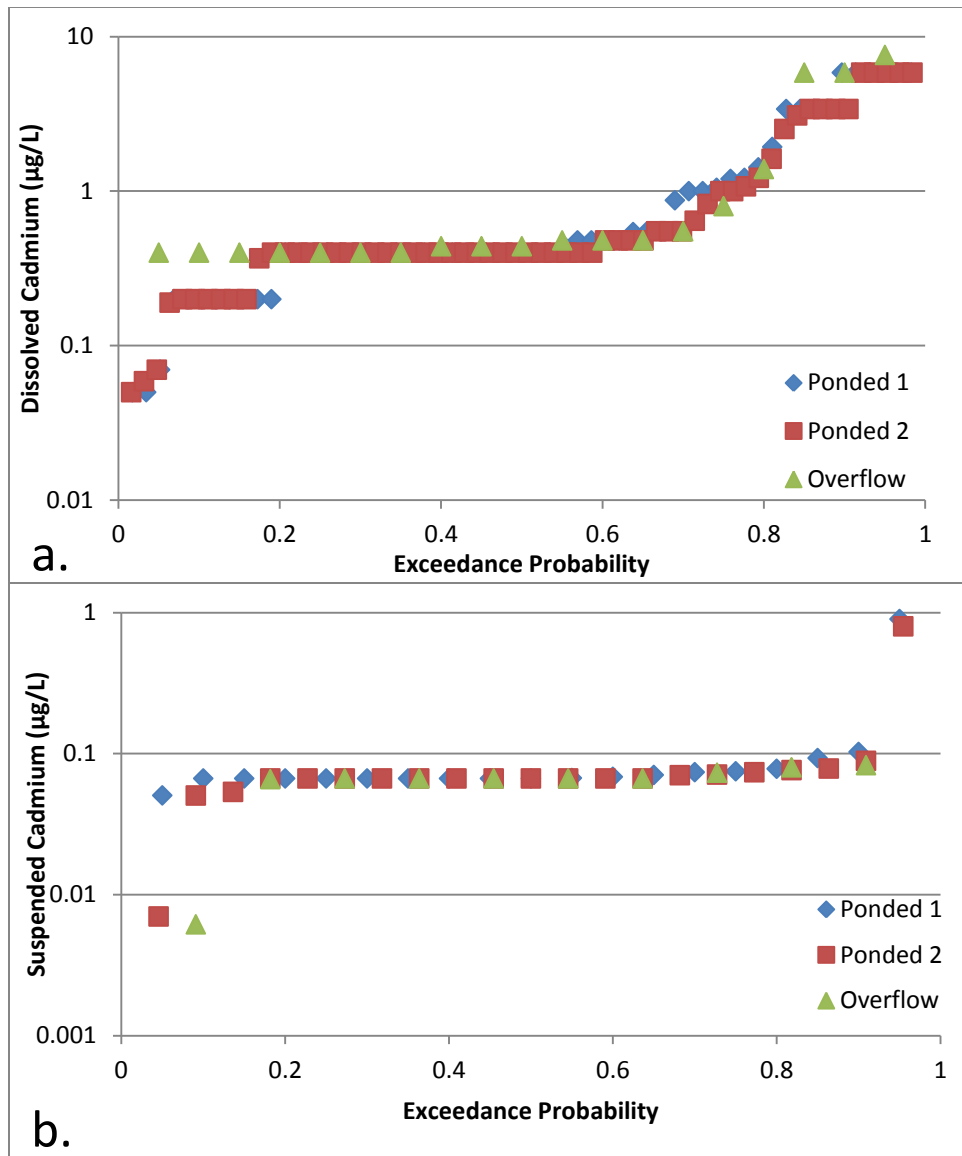 Dissolved Cadmium (µg/L)
10
1
0.1
0.01
0 0.2 0.4 0.6 0.8 1
Exceedance Probability
Ponded 1
Ponded 2
Overflow
a.
Suspended Cadmium (µg/L)
1
0.1
0.01
0.001
0 0.2 0.4 0.6 0.8 1
Exceedance Probability
Ponded 1
Ponded 2
Overflow
b.